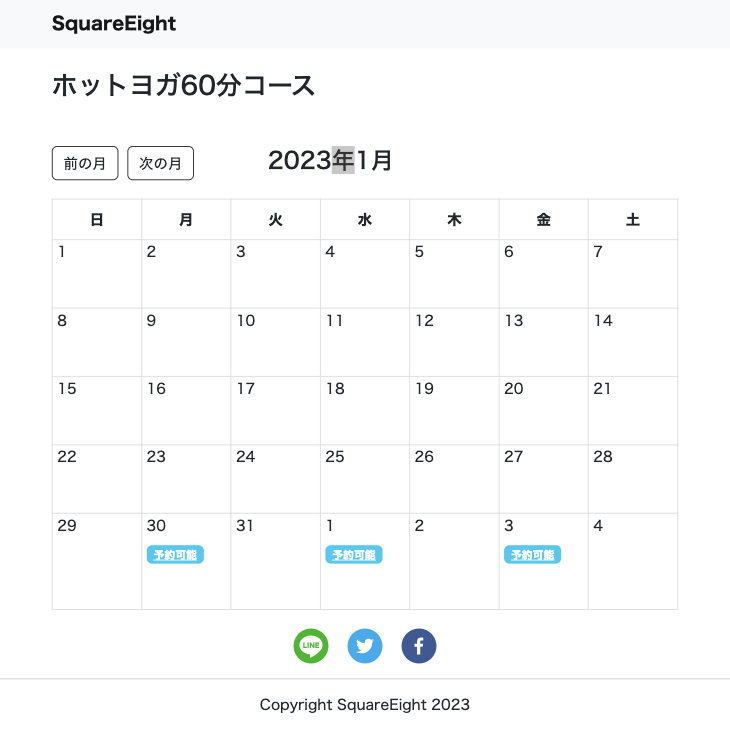 SquareEight
ホットヨガ60分コース
前の月 次の月 2023年1月
日 月 火 水 木 金 土
1 2 3 4 5 6 7
8 9 10 11 12 13 14
15 16 17 18 19 20 21
22 23 24 25 26 27 28
29 30 31 1 2 3 4
予約可能 予約可能 予約可能
LINE
Copyright SquareEight 2023